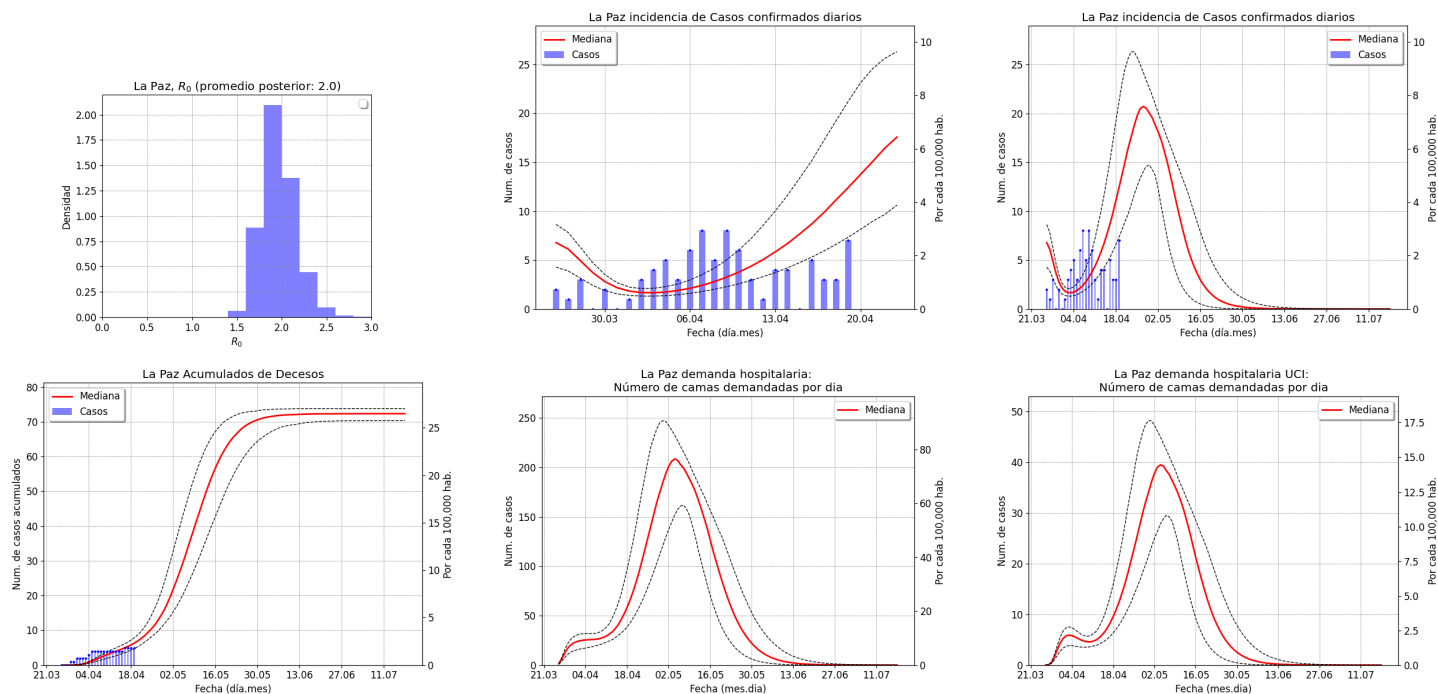 La Paz, R₀ (promedio posterior: 2.0)
Densidad
2.00
1.75
1.50
1.25
1.00
0.75
0.50
0.25
0.00
0.0 0.5 1.0 1.5 2.0 2.5 3.0
R₀
La Paz incidencia de Casos confirmados diarios
Mediana
Casos
Num. de casos
25
20
15
10
5
0
10
8
6
4
2
0
Por cada 100,000 hab.
30.03 06.04 13.04 20.04
Fecha (día.mes)
La Paz incidencia de Casos confirmados diarios
Mediana
Casos
Num. de casos
25
20
15
10
5
0
10
8
6
4
2
0
Por cada 100,000 hab.
21.03 04.04 18.04 02.05 16.05 30.05 13.06 27.06 11.07
Fecha (día.mes)
La Paz Acumulados de Decesos
Mediana
Casos
Num. de casos acumulados
80
70
60
50
40
30
20
10
0
25
20
15
10
5
0
Por cada 100,000 hab.
21.03 04.04 18.04 02.05 16.05 30.05 13.06 27.06 11.07
Fecha (día.mes)
La Paz demanda hospitalaria:
Número de camas demandadas por dia
Mediana
Num. de casos
250
200
150
100
50
0
80
60
40
20
0
Por cada 100,000 hab.
21.03 04.04 18.04 02.05 16.05 30.05 13.06 27.06 11.07
Fecha (mes.dia)
La Paz demanda hospitalaria UCI:
Número de camas demandadas por dia
Mediana
Num. de casos
50
40
30
20
10
0
17.5
15.0
12.5
10.0
7.5
5.0
2.5
0.0
Por cada 100,000 hab.
21.03 04.04 18.04 02.05 16.05 30.05 13.06 27.06 11.07
Fecha (mes.dia)